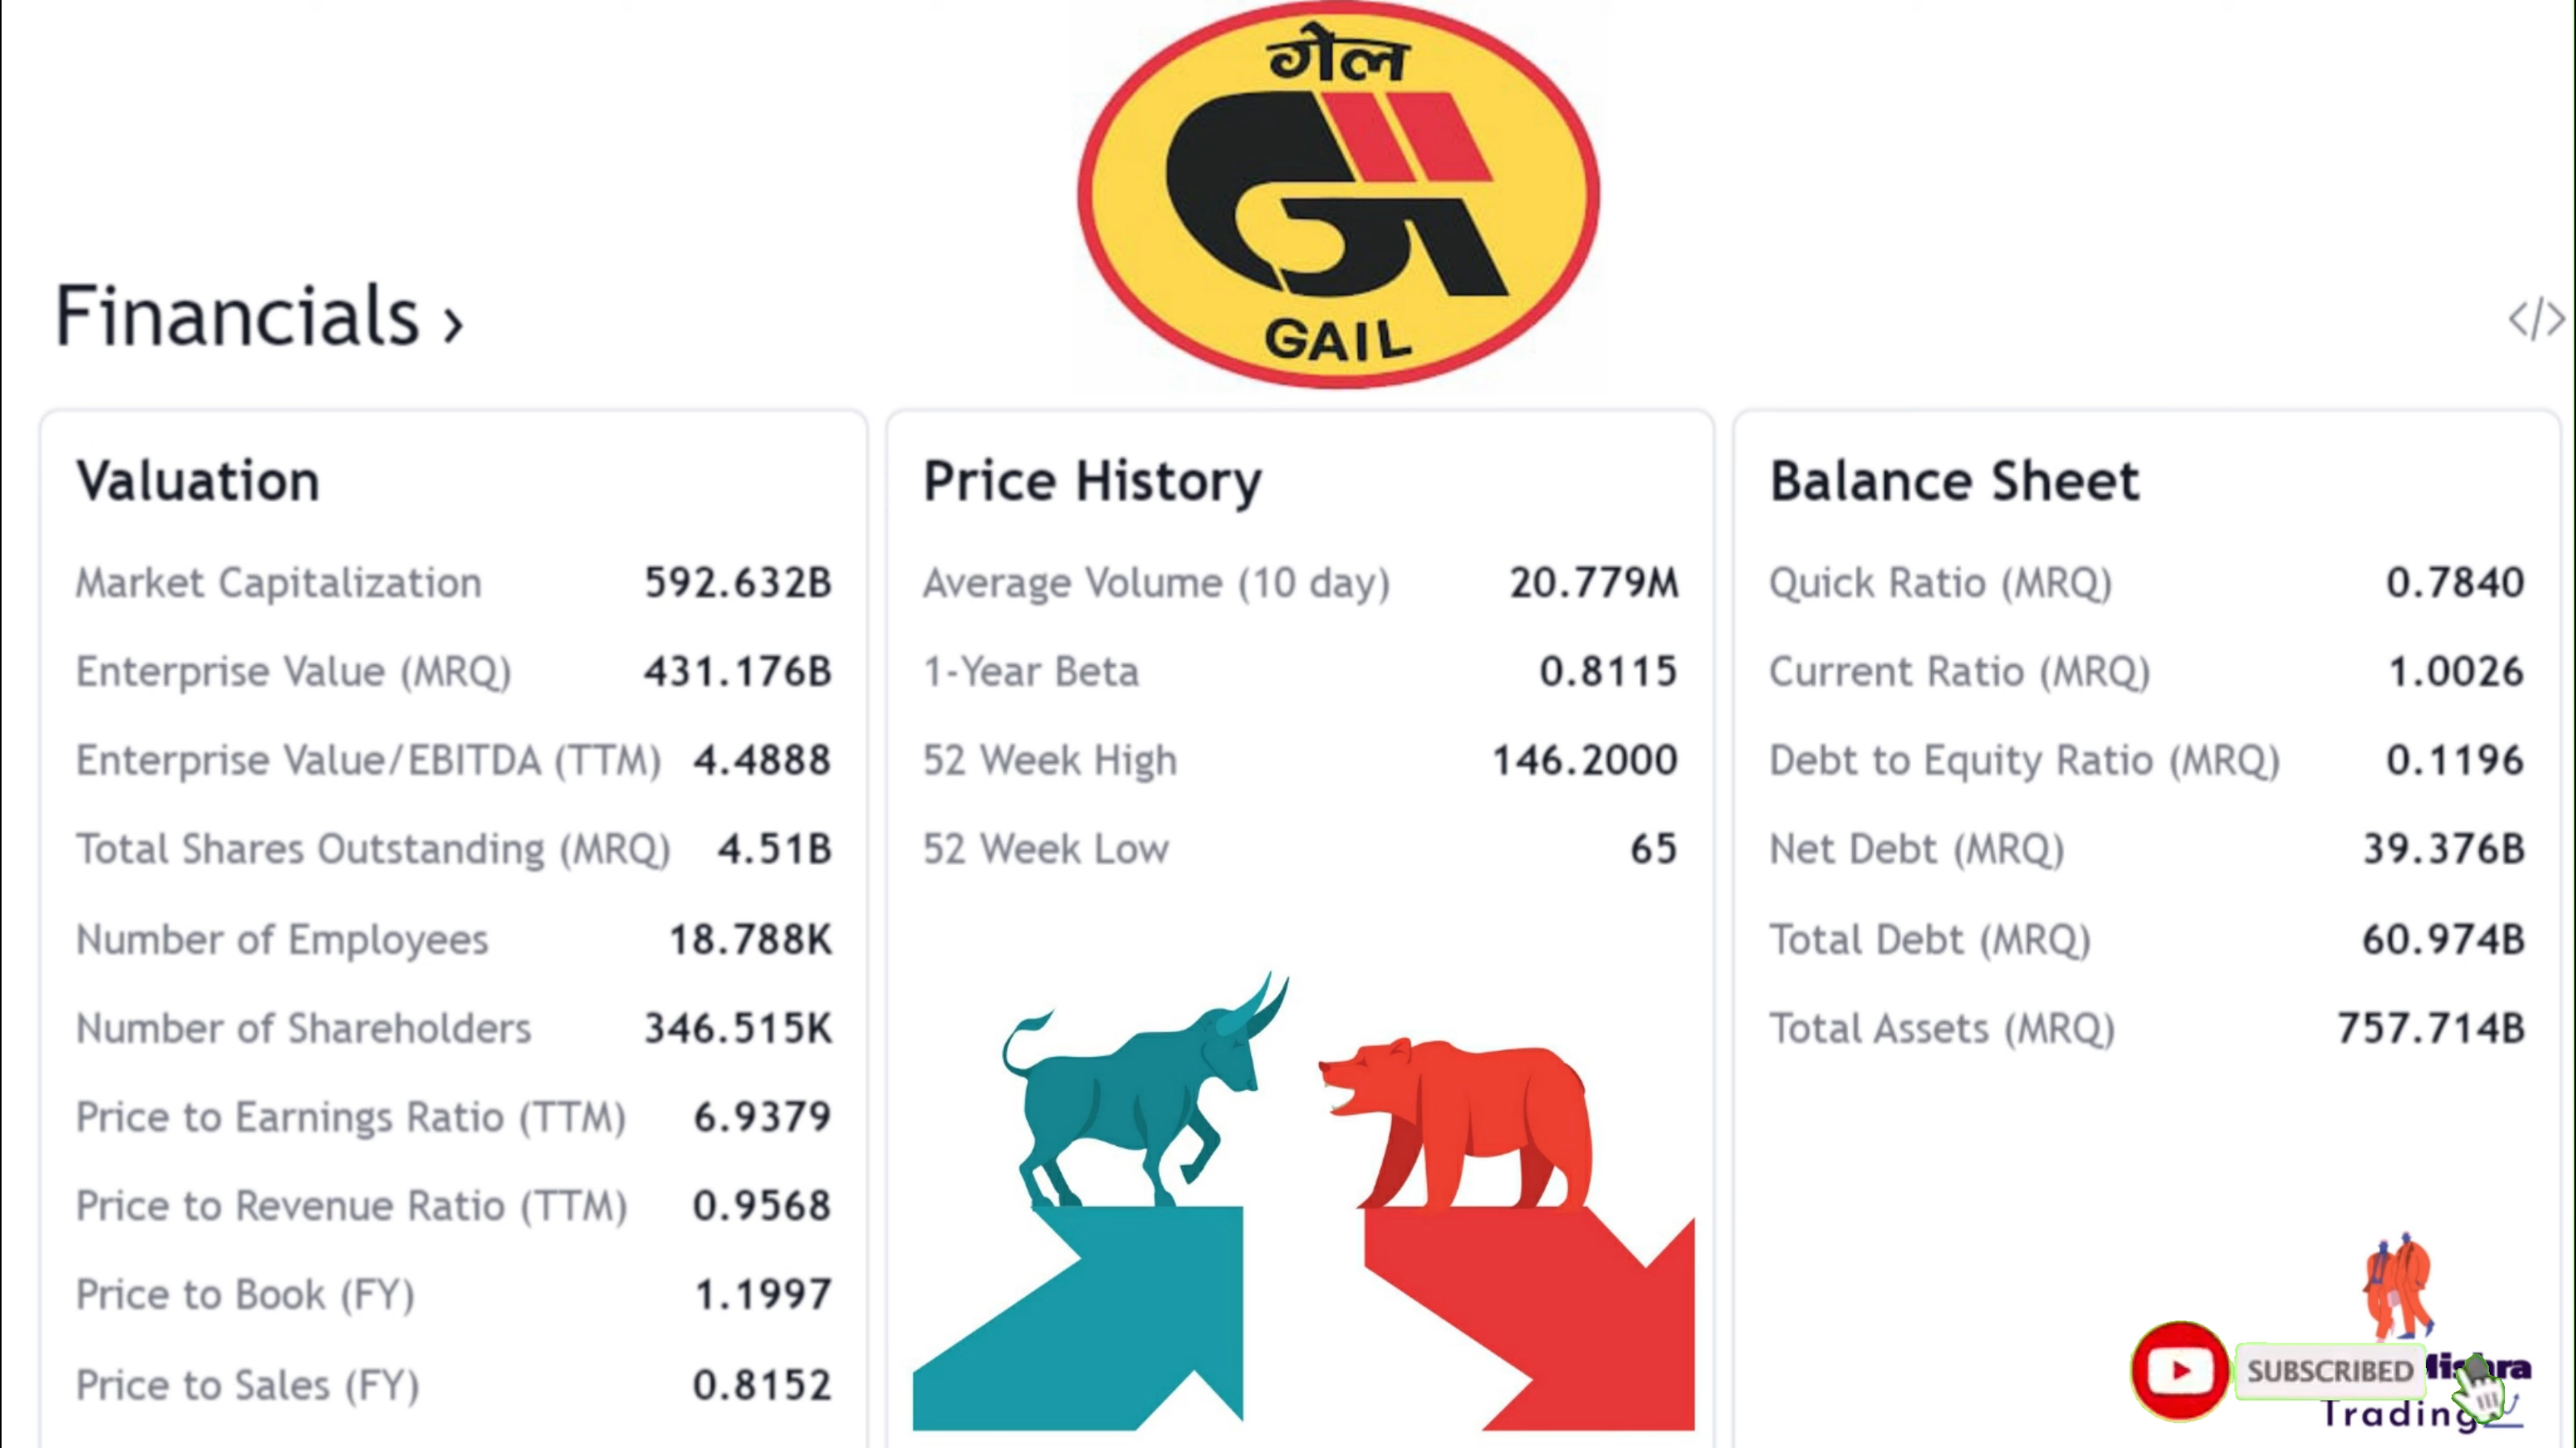 गेल
GAIL
Financials ›
</>
Valuation
Market Capitalization 592.632B
Enterprise Value (MRQ) 431.176B
Enterprise Value/EBITDA (TTM) 4.4888
Total Shares Outstanding (MRQ) 4.51B
Number of Employees 18.788K
Number of Shareholders 346.515K
Price to Earnings Ratio (TTM) 6.9379
Price to Revenue Ratio (TTM) 0.9568
Price to Book (FY) 1.1997
Price to Sales (FY) 0.8152
Price History
Average Volume (10 day) 20.779M
1-Year Beta 0.8115
52 Week High 146.2000
52 Week Low 65
Balance Sheet
Quick Ratio (MRQ) 0.7840
Current Ratio (MRQ) 1.0026
Debt to Equity Ratio (MRQ) 0.1196
Net Debt (MRQ) 39.376B
Total Debt (MRQ) 60.974B
Total Assets (MRQ) 757.714B
SUBSCRIBED
Trading